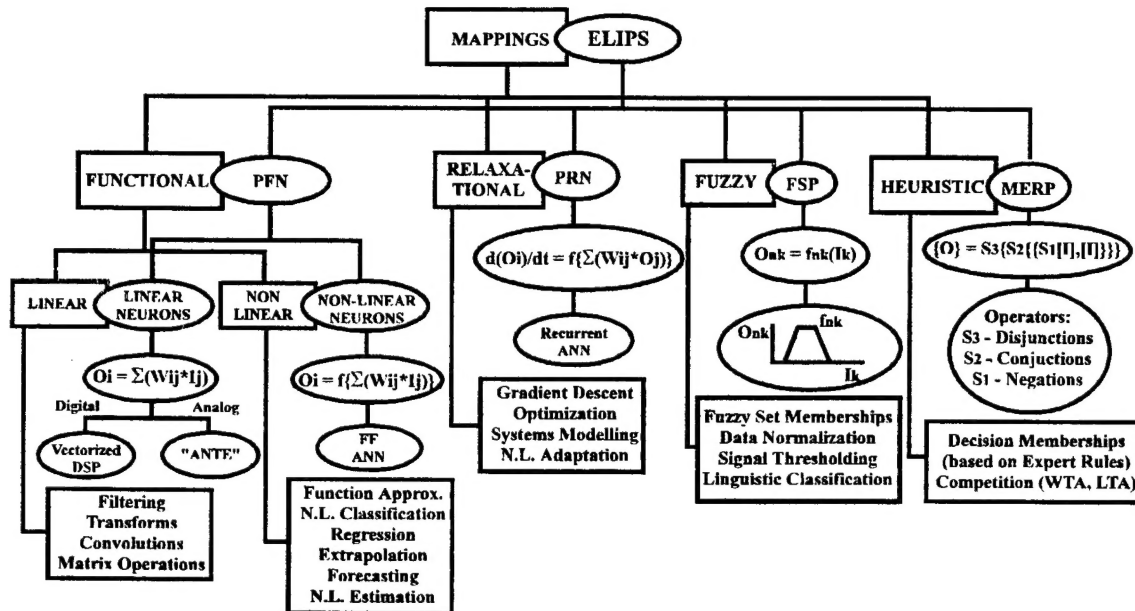 MAPPINGS
ELIPS
FUNCTIONAL
PFN
RELAXA-
TIONAL
PRN
FUZZY
FSP
HEURISTIC
MERP
LINEAR
LINEAR
NEURONS
NON
LINEAR
NON-LINEAR
NEURONS
d(Oi)/dt = f{Σ(Wij*Oj)}
Onk = fnk(Ik)
{O} = S3{S2{{S1[I],[I]}}}
Oi = Σ(Wij*Ij)
Digital
Analog
Vectorized
DSP
"ANTE"
Oi = f{Σ(Wij*Ij)}
FF
ANN
Recurrent
ANN
Onk
fnk
Ik
Operators:
S3 - Disjunctions
S2 - Conjuctions
S1 - Negations
Filtering
Transforms
Convolutions
Matrix Operations
Function Approx.
N.L. Classification
Regression
Extrapolation
Forecasting
N.L. Estimation
Gradient Descent
Optimization
Systems Modelling
N.L. Adaptation
Fuzzy Set Memberships
Data Normalization
Signal Thresholding
Linguistic Classification
Decision Memberships
(based on Expert Rules)
Competition (WTA, LTA)